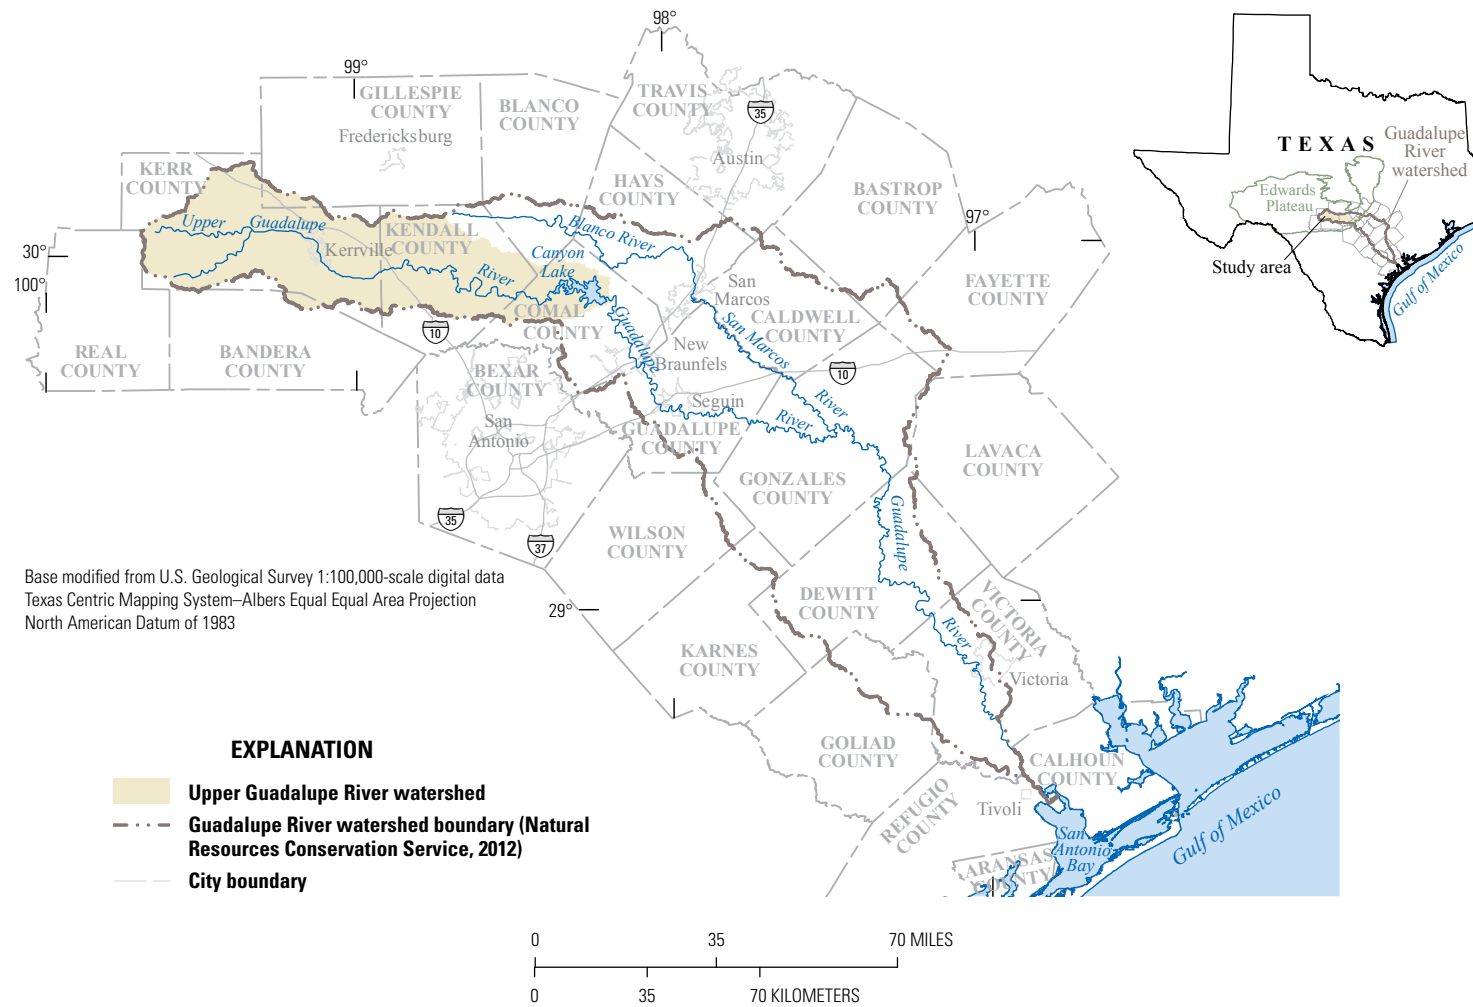 98°
99°
GILLESPIE
COUNTY
Fredericksburg
BLANCO
COUNTY
TRAVIS
COUNTY
35
Austin
KERR
COUNTY
HAYS
COUNTY
BASTROP
COUNTY
97°
TEXAS
Guadalupe
River
watershed
Edwards
Plateau
Study area
Gulf of Mexico
30°
100°
Upper
Guadalupe
Kerrville
KENDALL
COUNTY
Blanco River
Canyon
Lake
River
San
Marcos
FAYETTE
COUNTY
COMAL
COUNTY
Guadalupe
CALDWELL
COUNTY
San Marcos
10
REAL
COUNTY
BANDERA
COUNTY
BEXAR
COUNTY
New
Braunfels
10
Seguin
River
River
San
Antonio
GUADALUPE
COUNTY
LAVACA
COUNTY
GONZALES
COUNTY
35
37
WILSON
COUNTY
Guadalupe
Base modified from U.S. Geological Survey 1:100,000-scale digital data
Texas Centric Mapping System–Albers Equal Equal Area Projection
North American Datum of 1983
29°
DEWITT
COUNTY
VICTORIA
COUNTY
River
KARNES
COUNTY
Victoria
GOLIAD
COUNTY
CALHOUN
COUNTY
REFUGIO
COUNTY
Tivoli
San
Antonio
Bay
Gulf of Mexico
ARANSAS
COUNTY
EXPLANATION
Upper Guadalupe River watershed
Guadalupe River watershed boundary (Natural
Resources Conservation Service, 2012)
City boundary
0 35 70 MILES
0 35 70 KILOMETERS